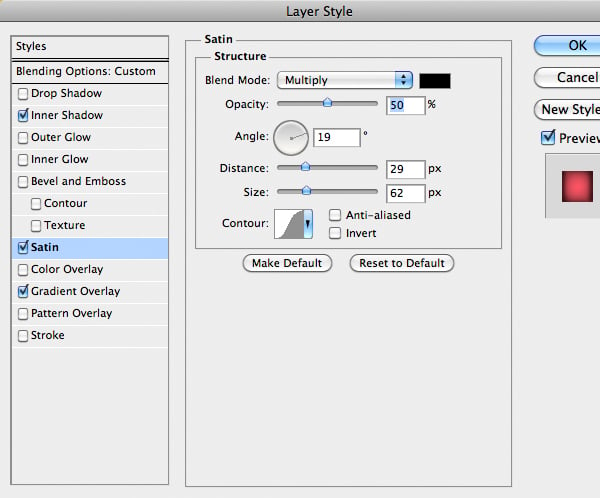 Layer Style
Styles
Blending Options: Custom
Drop Shadow
Inner Shadow
Outer Glow
Inner Glow
Bevel and Emboss
Contour
Texture
Satin
Color Overlay
Gradient Overlay
Pattern Overlay
Stroke
Satin
Structure
Blend Mode: Multiply
Opacity: 50 %
Angle: 19 °
Distance: 29 px
Size: 62 px
Contour: Anti-aliased
Invert
Make Default Reset to Default
OK
Cancel
New Style
Preview